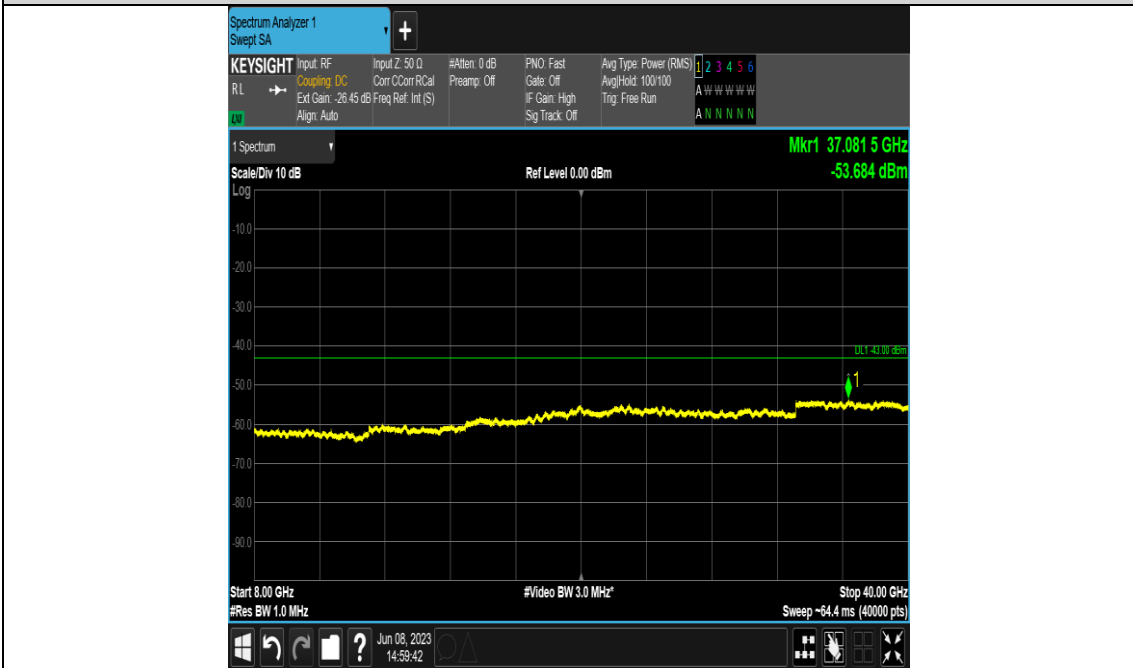 Spectrum Analyzer 1
Swept SA
+
KEYSIGHT Input: RF Input Z: 50 Ω #Atten: 0 dB PNO: Fast Avg Type: Power (RMS) 1 2 3 4 5 6
RL Coupling: DC Corr CCorr RCal Preamp: Off Gate: Off Avg|Hold: 100/100 A W W W W W
Ext Gain: -26.45 dB Freq Ref: Int (S) IF Gain: High Trig: Free Run
LXI Align: Auto Sig Track: Off A N N N N N
1 Spectrum Mkr1 37.081 5 GHz
Scale/Div 10 dB Ref Level 0.00 dBm -53.684 dBm
Log
-10.0
-20.0
-30.0
-40.0
DL1 -43.00 dBm
1
-50.0
-60.0
-70.0
-80.0
-90.0
Start 8.00 GHz #Video BW 3.0 MHz* Stop 40.00 GHz
#Res BW 1.0 MHz Sweep ~64.4 ms (40000 pts)
? Jun 08, 2023
14:59:42